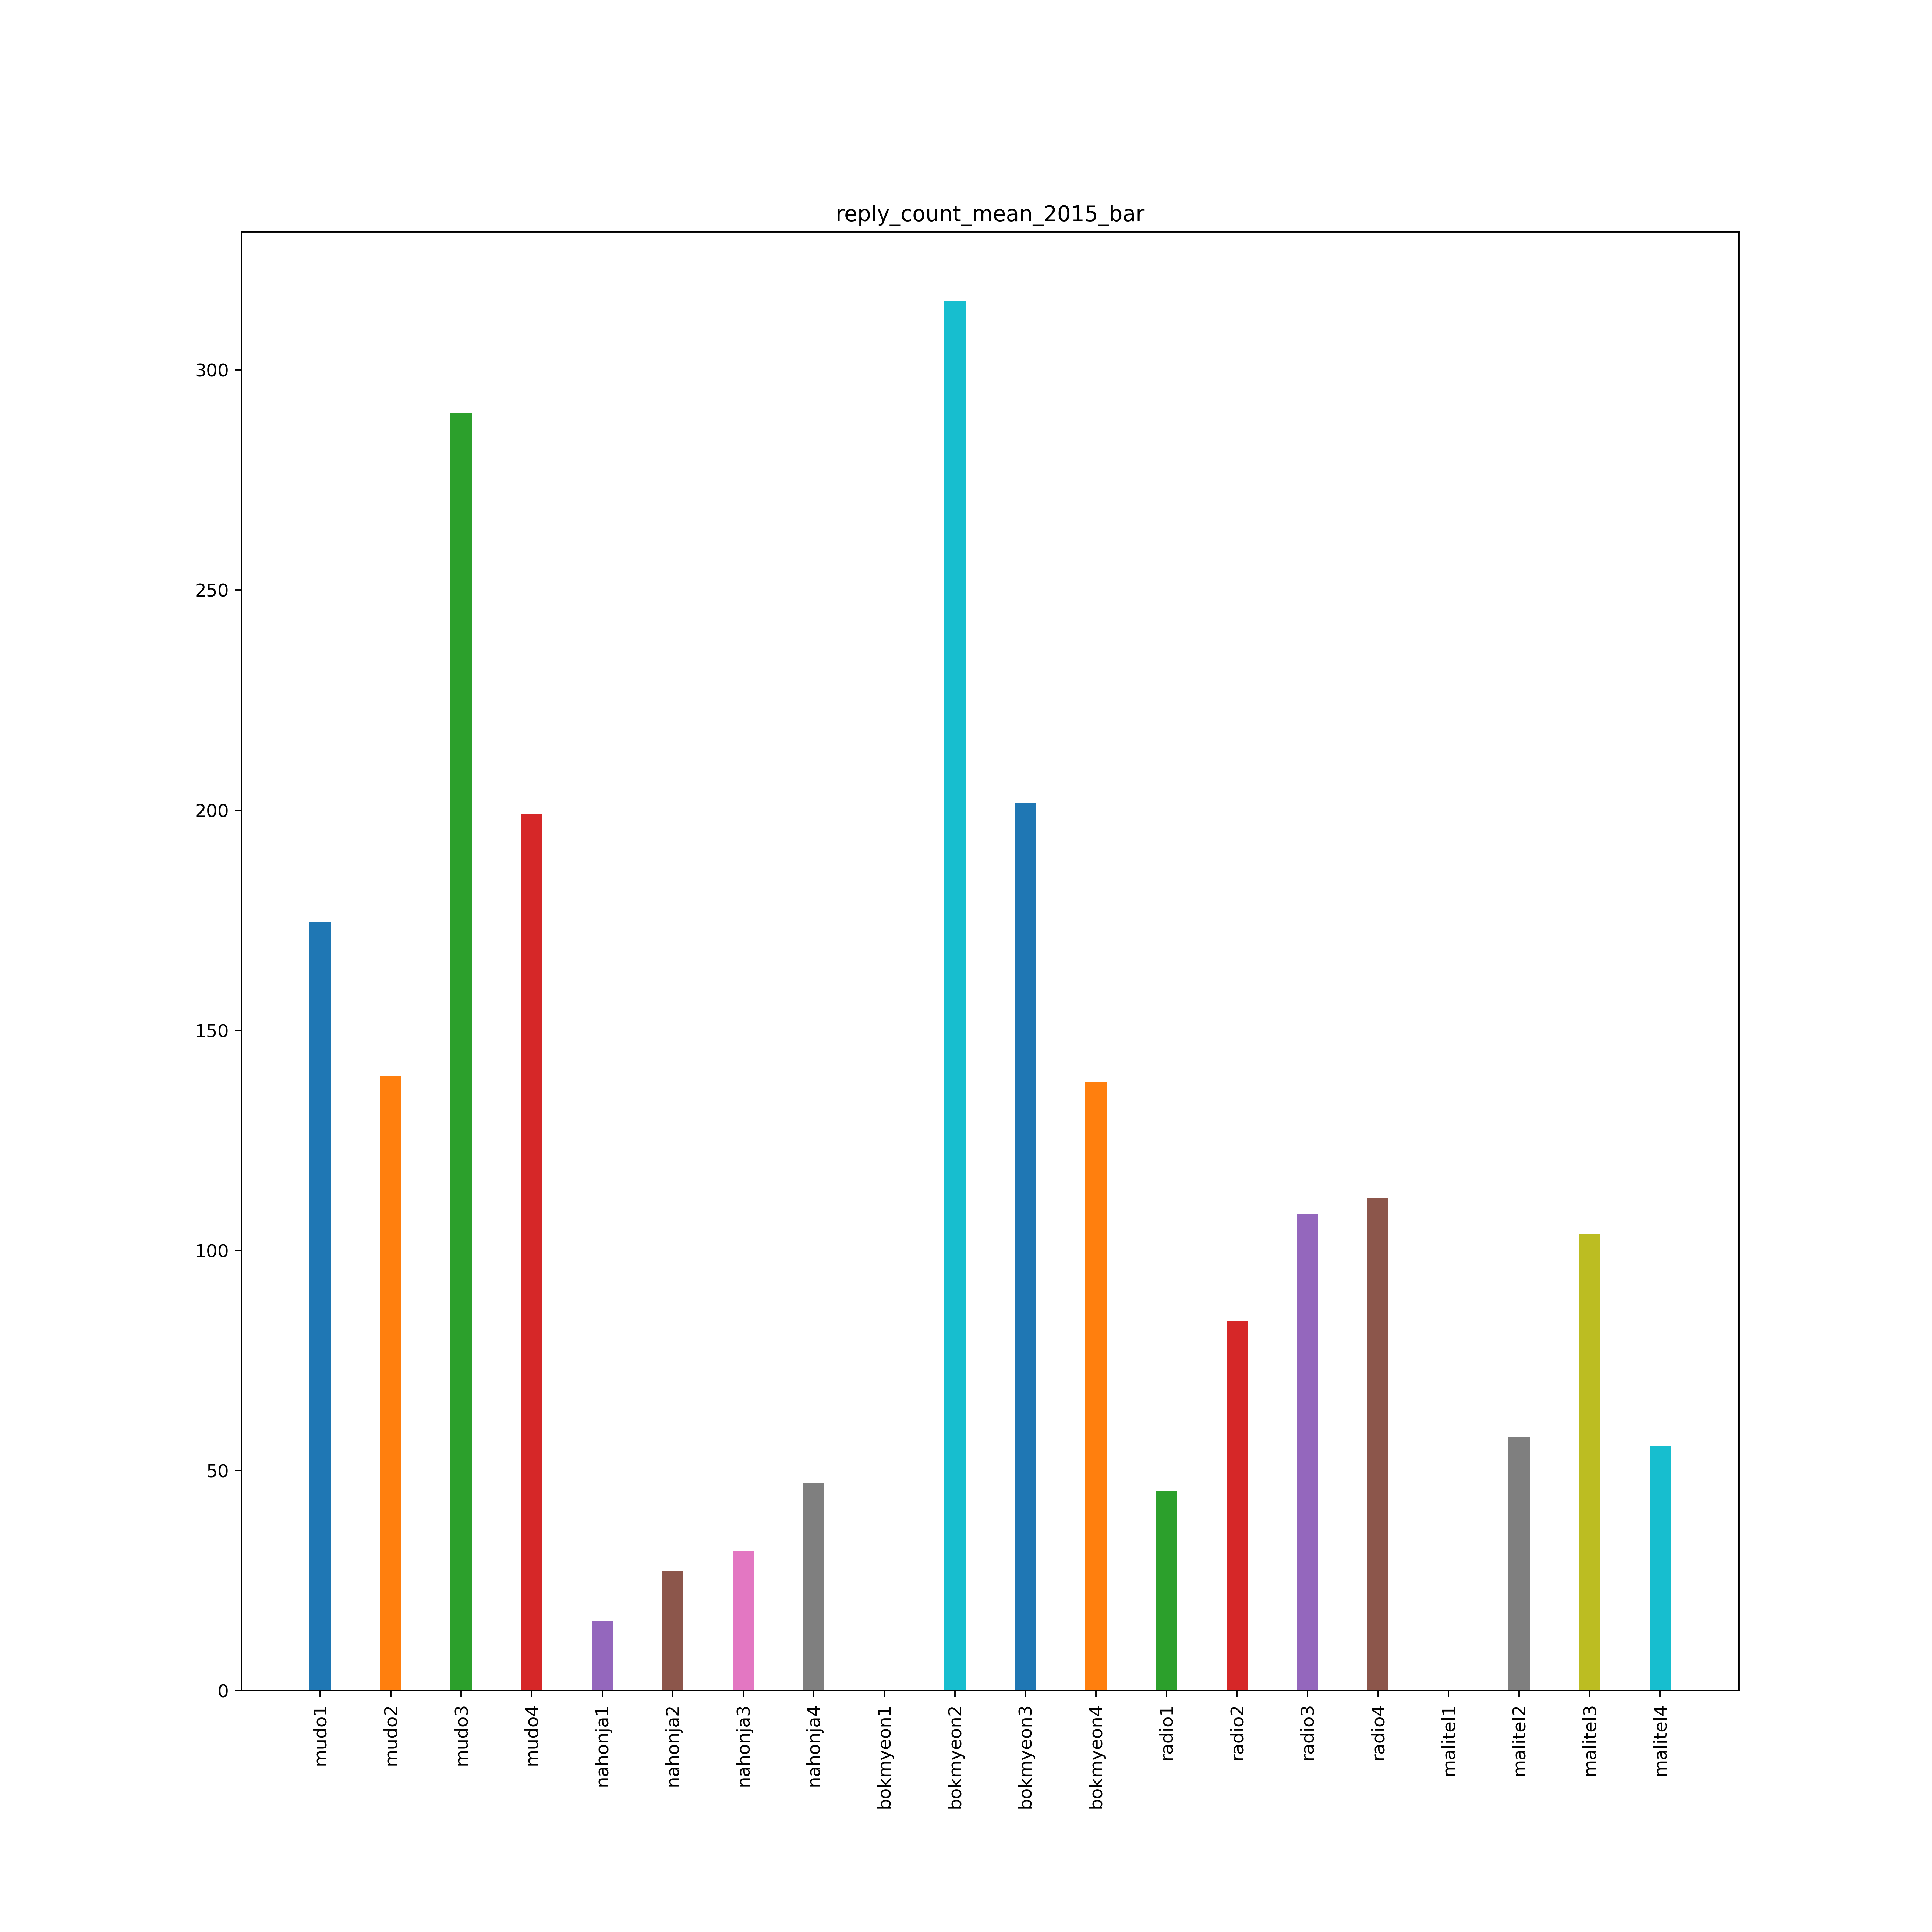 reply_count_mean_2015_bar
300
250
200
150
100
50
0
mudo1
mudo2
mudo3
mudo4
nahonja1
nahonja2
nahonja3
nahonja4
bokmyeon1
bokmyeon2
bokmyeon3
bokmyeon4
radio1
radio2
radio3
radio4
malitel1
malitel2
malitel3
malitel4